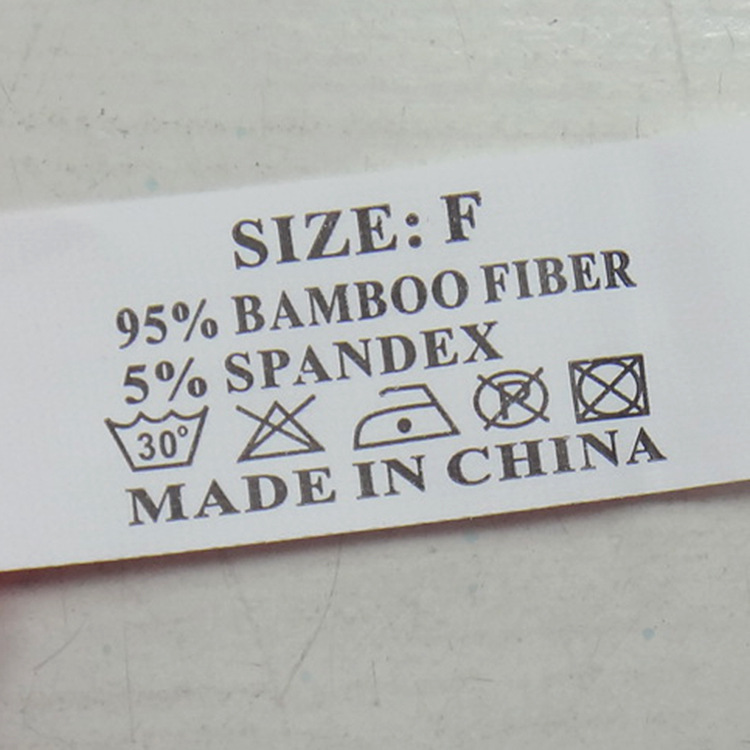 SIZE: F
95% BAMBOO FIBER
5% SPANDEX
30° P
MADE IN CHINA